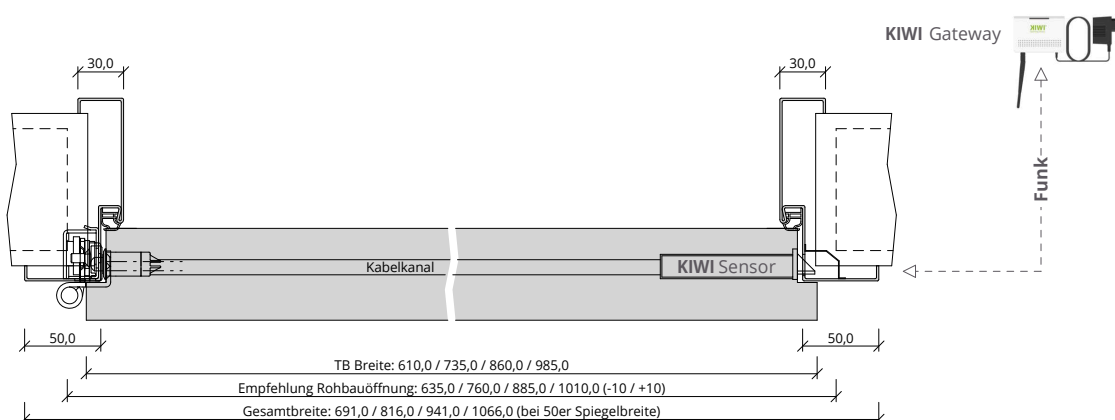 KIWI Gateway
KIWI
30,0
30,0
Funk
Kabelkanal
KIWI Sensor
50,0
50,0
TB Breite: 610,0 / 735,0 / 860,0 / 985,0
Empfehlung Rohbauöffnung: 635,0 / 760,0 / 885,0 / 1010,0 (-10 / +10)
Gesamtbreite: 691,0 / 816,0 / 941,0 / 1066,0 (bei 50er Spiegelbreite)